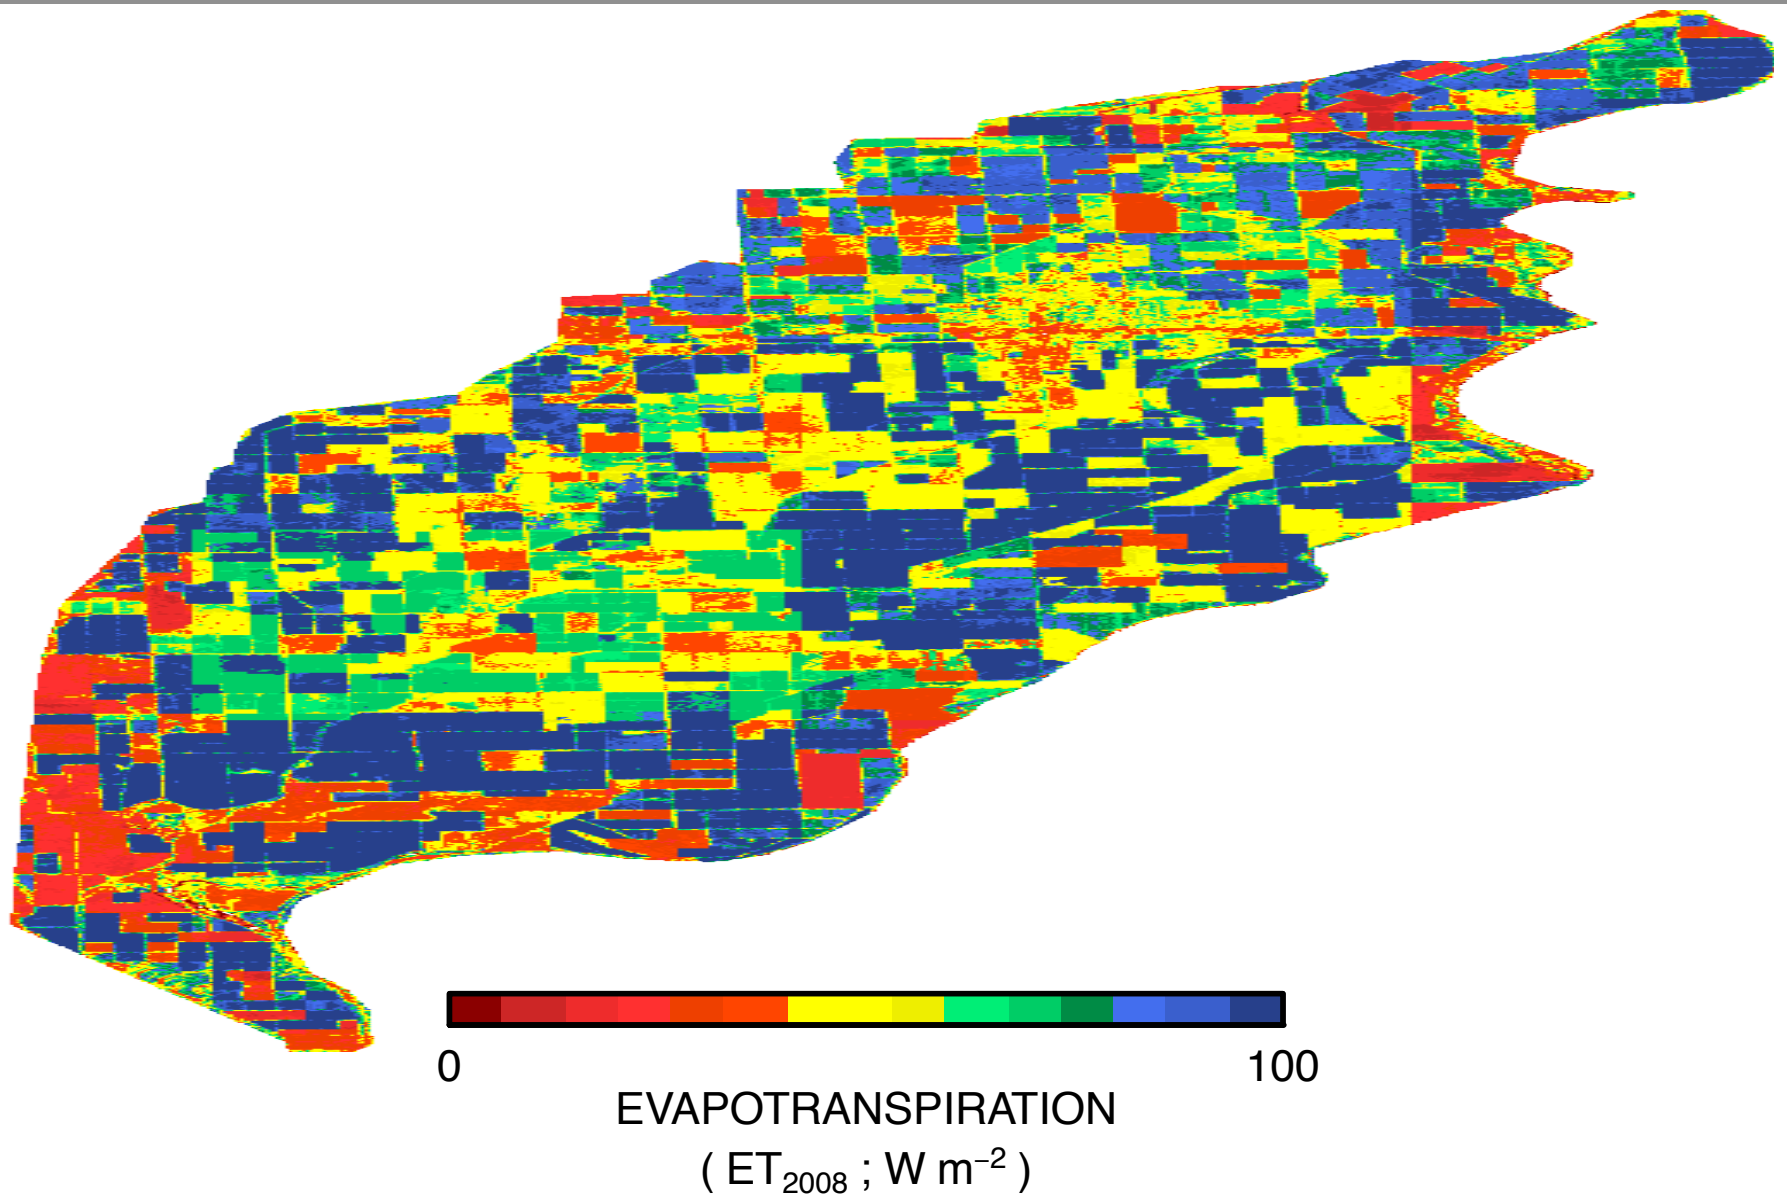 0 100
EVAPOTRANSPIRATION
( ET₂₀₀₈ ; W m⁻² )